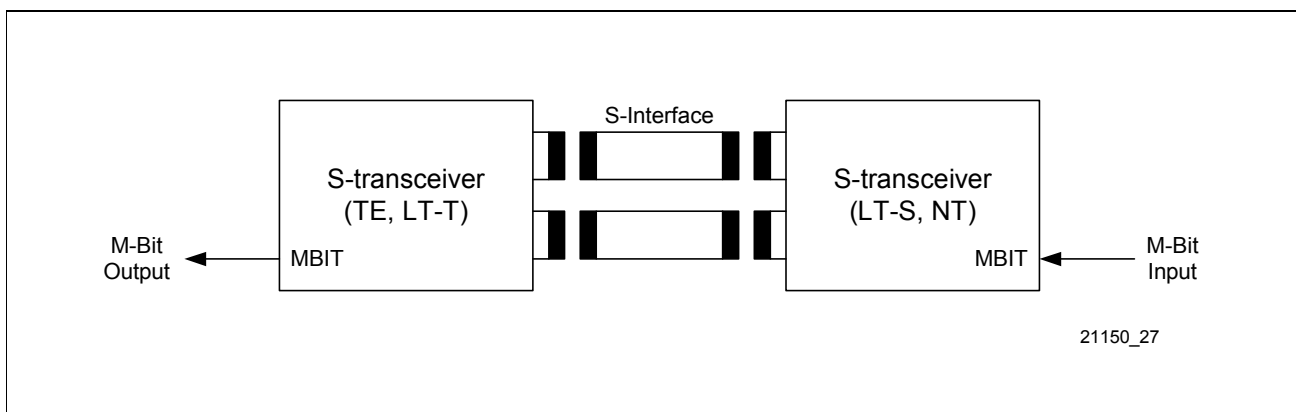 S-Interface
S-transceiver
(TE, LT-T)
S-transceiver
(LT-S, NT)
M-Bit
Output
MBIT
MBIT
M-Bit
Input
21150_27